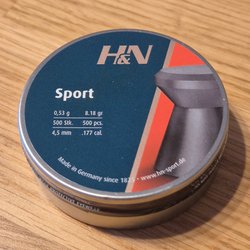 H&N
Sport
0,53 g 8.18 gr
500 Stk. 500 pcs.
4,5 mm .177 cal.
Made in Germany since 1829 • www.hn-sport.de